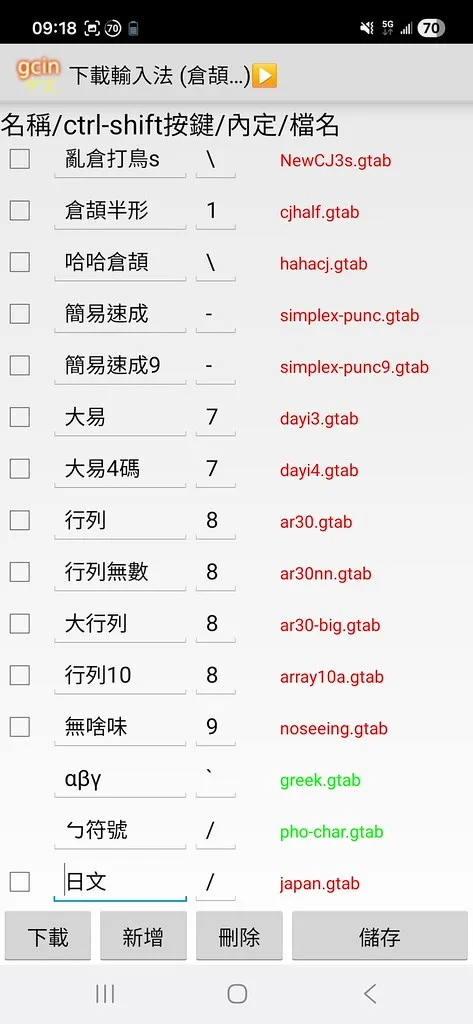 09:18 70 5G 70
gcin
中文
下載輸入法 (倉頡...)
名稱/ctrl-shift按鍵/內定/檔名
亂倉打鳥s \ NewCJ3s.gtab
倉頡半形 1 cjhalf.gtab
哈哈倉頡 \ hahacj.gtab
簡易速成 - simplex-punc.gtab
簡易速成9 - simplex-punc9.gtab
大易 7 dayi3.gtab
大易4碼 7 dayi4.gtab
行列 8 ar30.gtab
行列無數 8 ar30nn.gtab
大行列 8 ar30-big.gtab
行列10 8 array10a.gtab
無啥味 9 noseeing.gtab
αβγ ` greek.gtab
ㄅ符號 / pho-char.gtab
日文 / japan.gtab
下載 新增 刪除 儲存